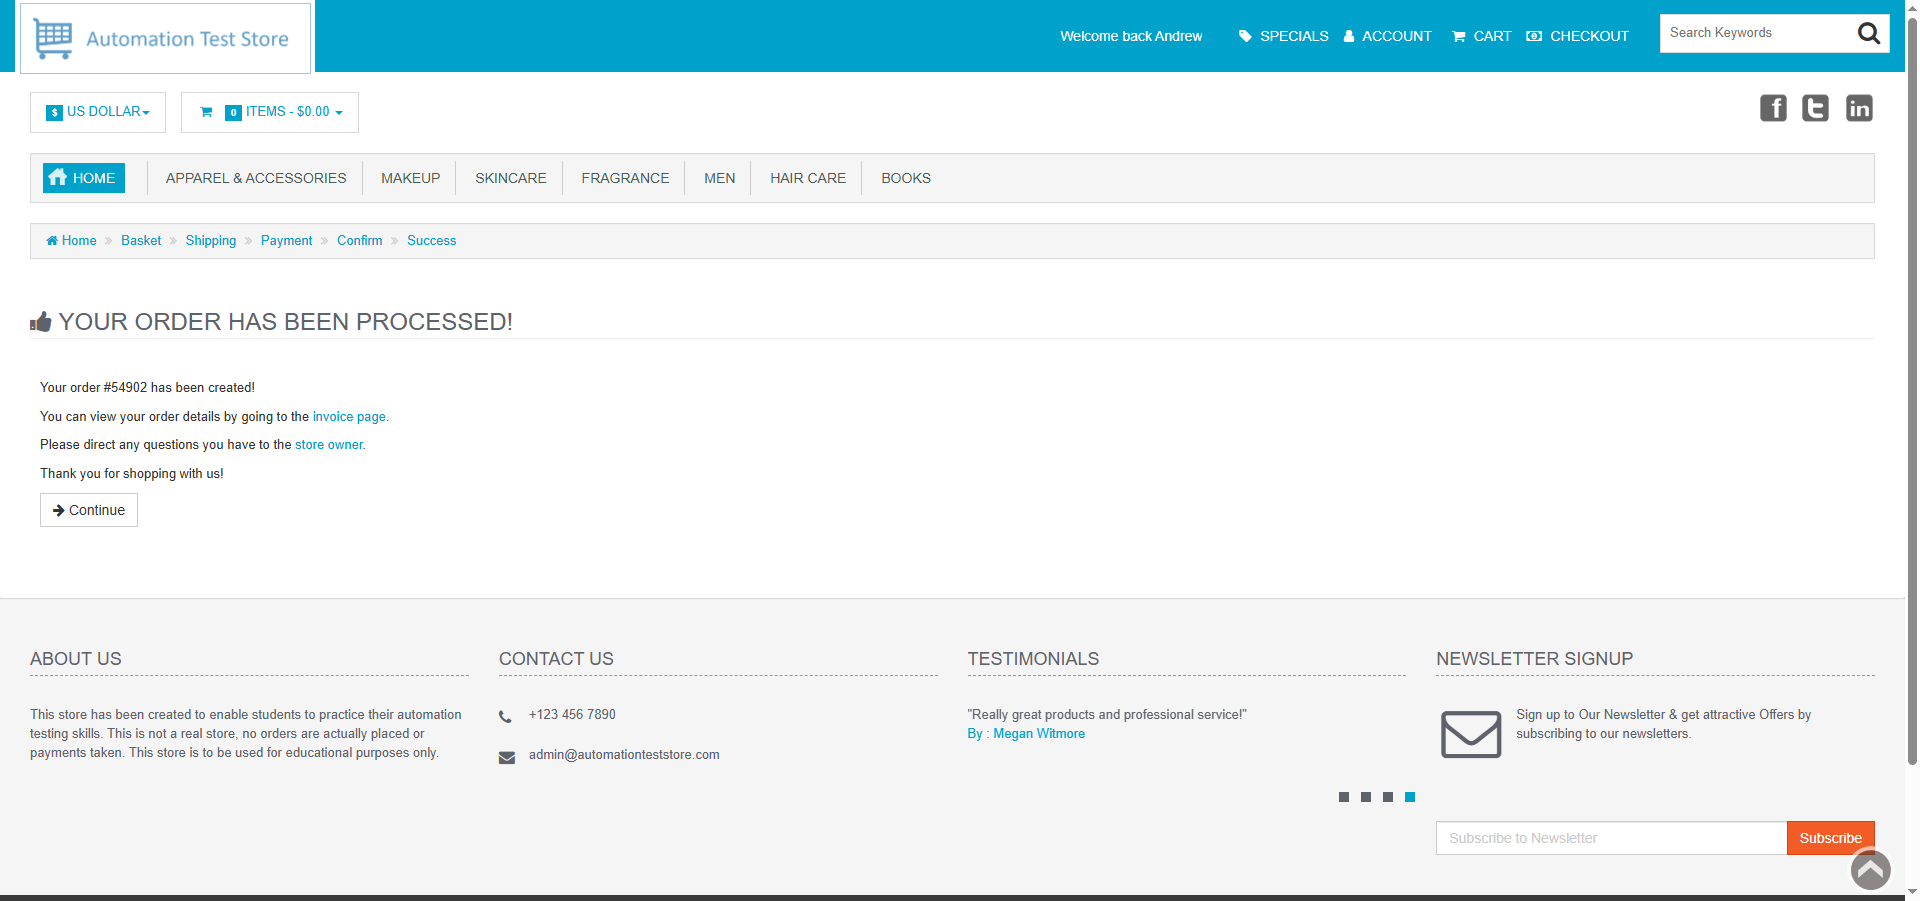 Automation Test Store
Welcome back Andrew
SPECIALS
ACCOUNT
CART
CHECKOUT
Search Keywords
$ US DOLLAR
0 ITEMS - $0.00
HOME
APPAREL & ACCESSORIES
MAKEUP
SKINCARE
FRAGRANCE
MEN
HAIR CARE
BOOKS
Home » Basket » Shipping » Payment » Confirm » Success
YOUR ORDER HAS BEEN PROCESSED!
Your order #54902 has been created!
You can view your order details by going to the invoice page.
Please direct any questions you have to the store owner.
Thank you for shopping with us!
Continue
ABOUT US
This store has been created to enable students to practice their automation
testing skills. This is not a real store, no orders are actually placed or
payments taken. This store is to be used for educational purposes only.
CONTACT US
+123 456 7890
admin@automationteststore.com
TESTIMONIALS
"Really great products and professional service!"
By : Megan Witmore
NEWSLETTER SIGNUP
Sign up to Our Newsletter & get attractive Offers by
subscribing to our newsletters.
Subscribe to Newsletter
Subscribe